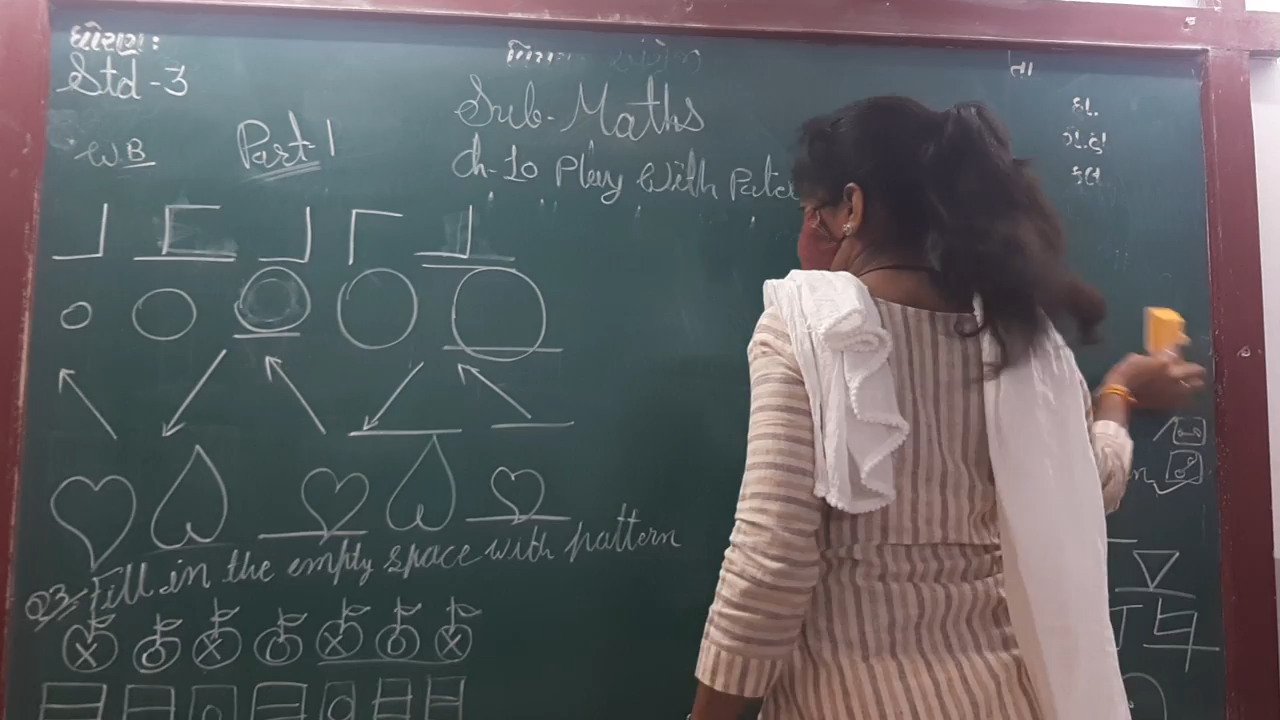 ધોરણ:
Std-3
Sub-Maths
WB
Part-1
Ch-10 Play With
તા
Q3. Fill in the empty space with pattern